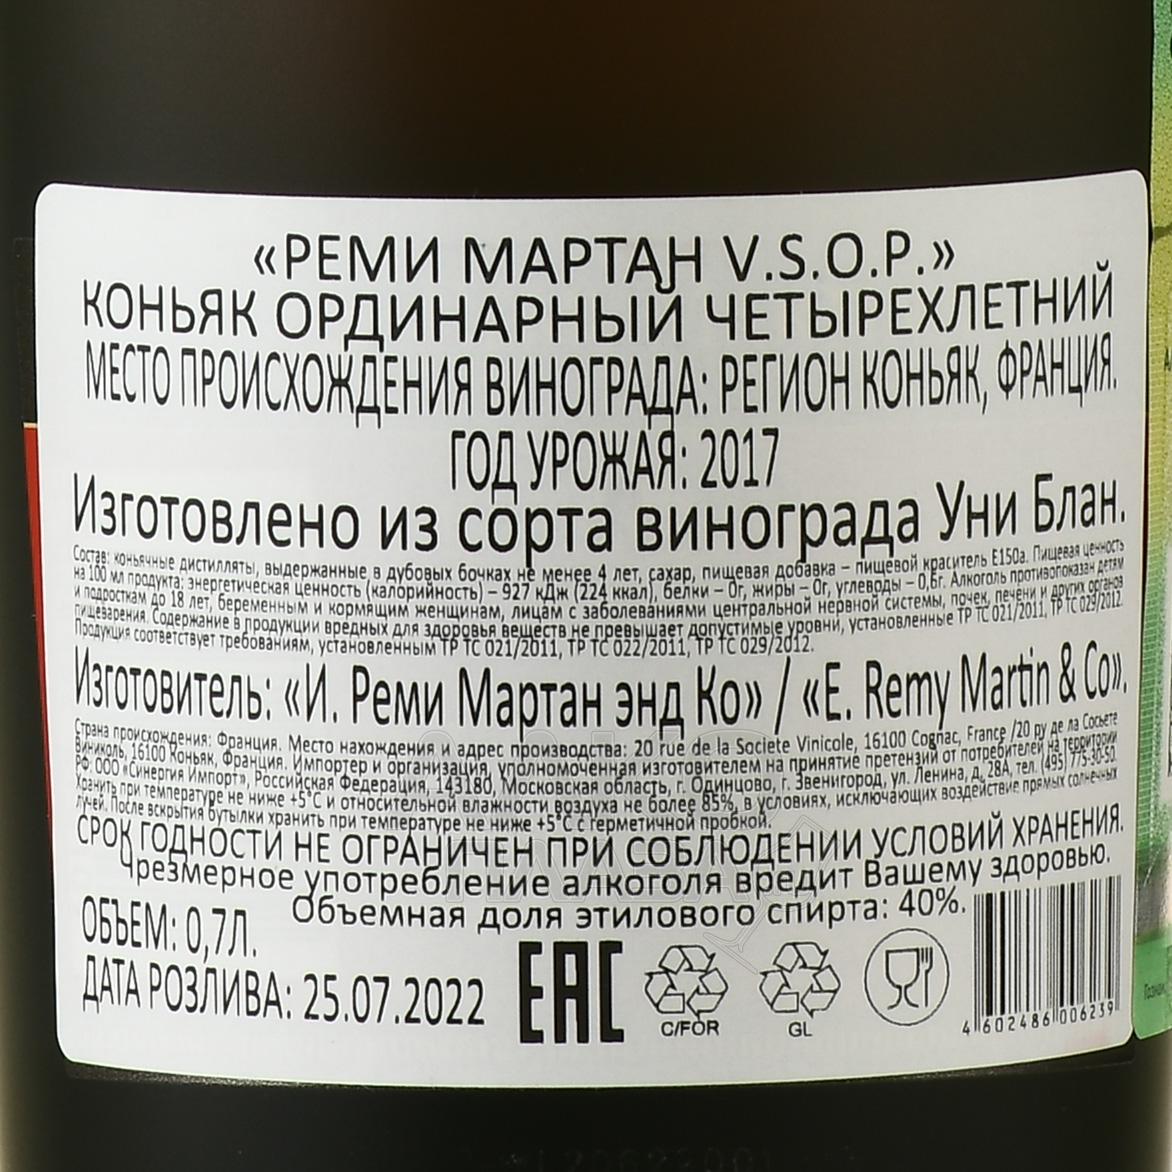 «РЕМИ МАРТАН V.S.O.P.»
КОНЬЯК ОРДИНАРНЫЙ ЧЕТЫРЕХЛЕТНИЙ
МЕСТО ПРОИСХОЖДЕНИЯ ВИНОГРАДА: РЕГИОН КОНЬЯК, ФРАНЦИЯ.
ГОД УРОЖАЯ: 2017
Изготовлено из сорта винограда Уни Блан.
Состав: коньячные дистилляты, выдержанные в дубовых бочках не менее 4 лет, сахар, пищевая добавка – пищевой краситель Е150а. Пищевая ценность
на 100 мл продукта: энергетическая ценность (калорийность) – 927 кДж (224 ккал), белки – 0г, жиры – 0г, углеводы – 0,6г. Алкоголь противопоказан детям
и подросткам до 18 лет, беременным и кормящим женщинам, лицам с заболеваниями центральной нервной системы, почек, печени и других органов
пищеварения. Содержание в продукции вредных для здоровья веществ не превышает допустимые уровни, установленные ТР ТС 021/2011, ТР ТС 029/2012.
Продукция соответствует требованиям, установленным ТР ТС 021/2011, ТР ТС 022/2011, ТР ТС 029/2012.
Изготовитель: «И. Реми Мартан энд Ко» / «E. Remy Martin & Co».
Страна происхождения: Франция. Место нахождения и адрес производства: 20 rue de la Societe Vinicole, 16100 Cognac, France /20 ру де ла Сосьете
Виниколь, 16100 Коньяк, Франция. Импортер и организация, уполномоченная изготовителем на принятие претензий от потребителей на территории
РФ: ООО «Синергия Импорт», Российская Федерация, 143180, Московская область, г. Одинцово, г. Звенигород, ул. Ленина, д. 28А, тел. (495) 775-30-50.
Хранить при температуре не ниже +5°С и относительной влажности воздуха не более 85%, в условиях, исключающих воздействие прямых солнечных
лучей. После вскрытия бутылки хранить при температуре не ниже +5°С с герметичной пробкой.
СРОК ГОДНОСТИ НЕ ОГРАНИЧЕН ПРИ СОБЛЮДЕНИИ УСЛОВИЙ ХРАНЕНИЯ.
Чрезмерное употребление алкоголя вредит Вашему здоровью.
Объемная доля этилового спирта: 40%.
ОБЪЕМ: 0,7Л.
ДАТА РОЗЛИВА: 25.07.2022
EAC
C/FOR
GL
4 602486 006239